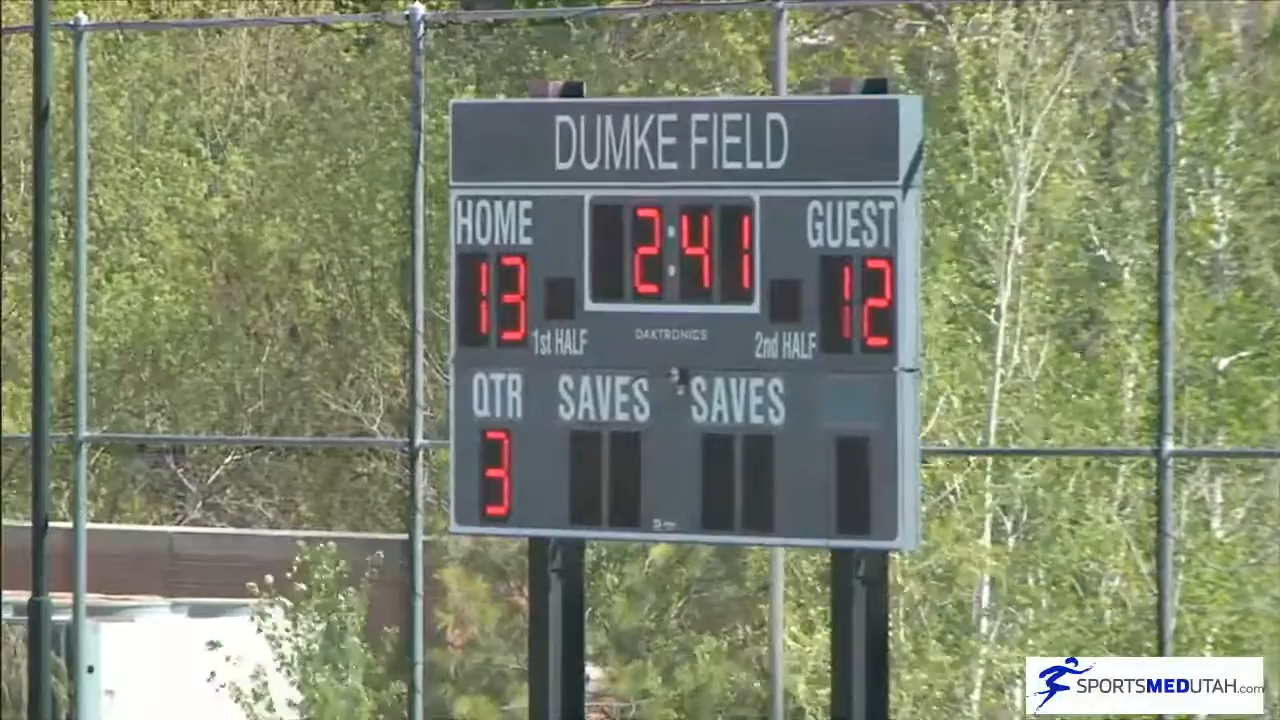 DUMKE FIELD
HOME 2:41 GUEST
13 12
1st HALF DAKTRONICS 2nd HALF
QTR SAVES SAVES
3
SPORTSMEDUTAH.com